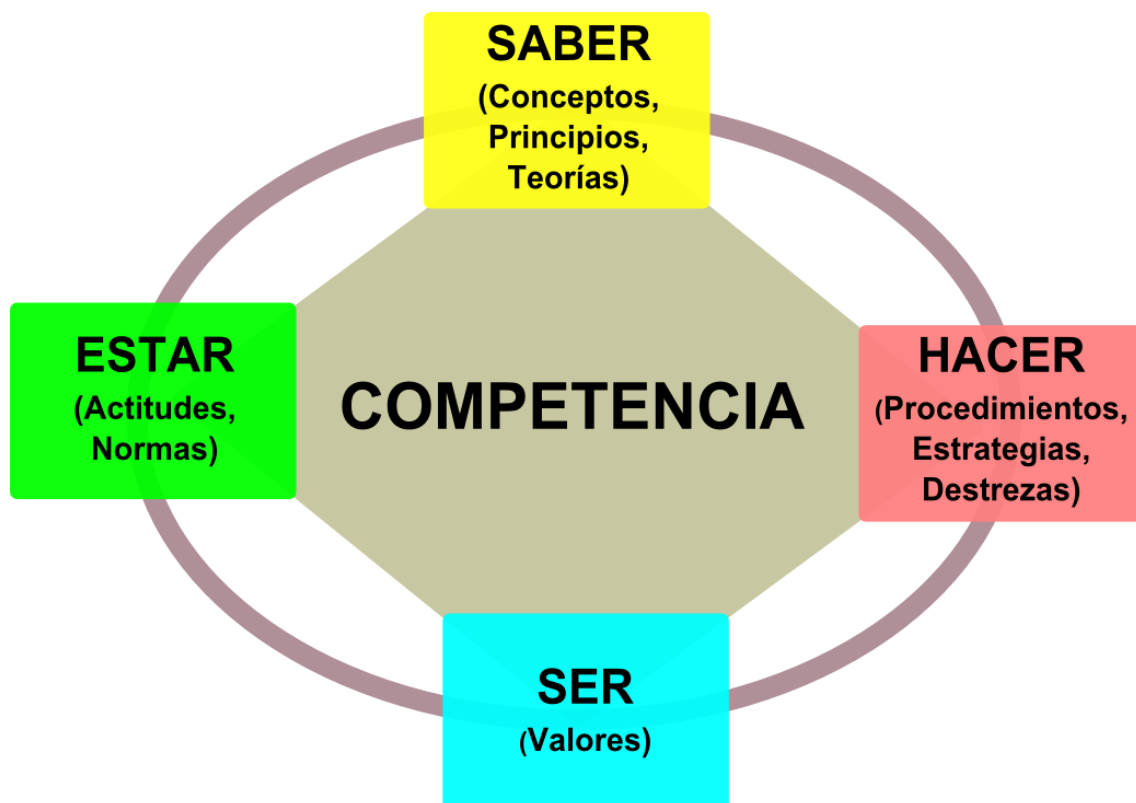 SABER
(Conceptos,
Principios,
Teorías)
ESTAR
(Actitudes,
Normas)
COMPETENCIA
HACER
(Procedimientos,
Estrategias,
Destrezas)
SER
(Valores)